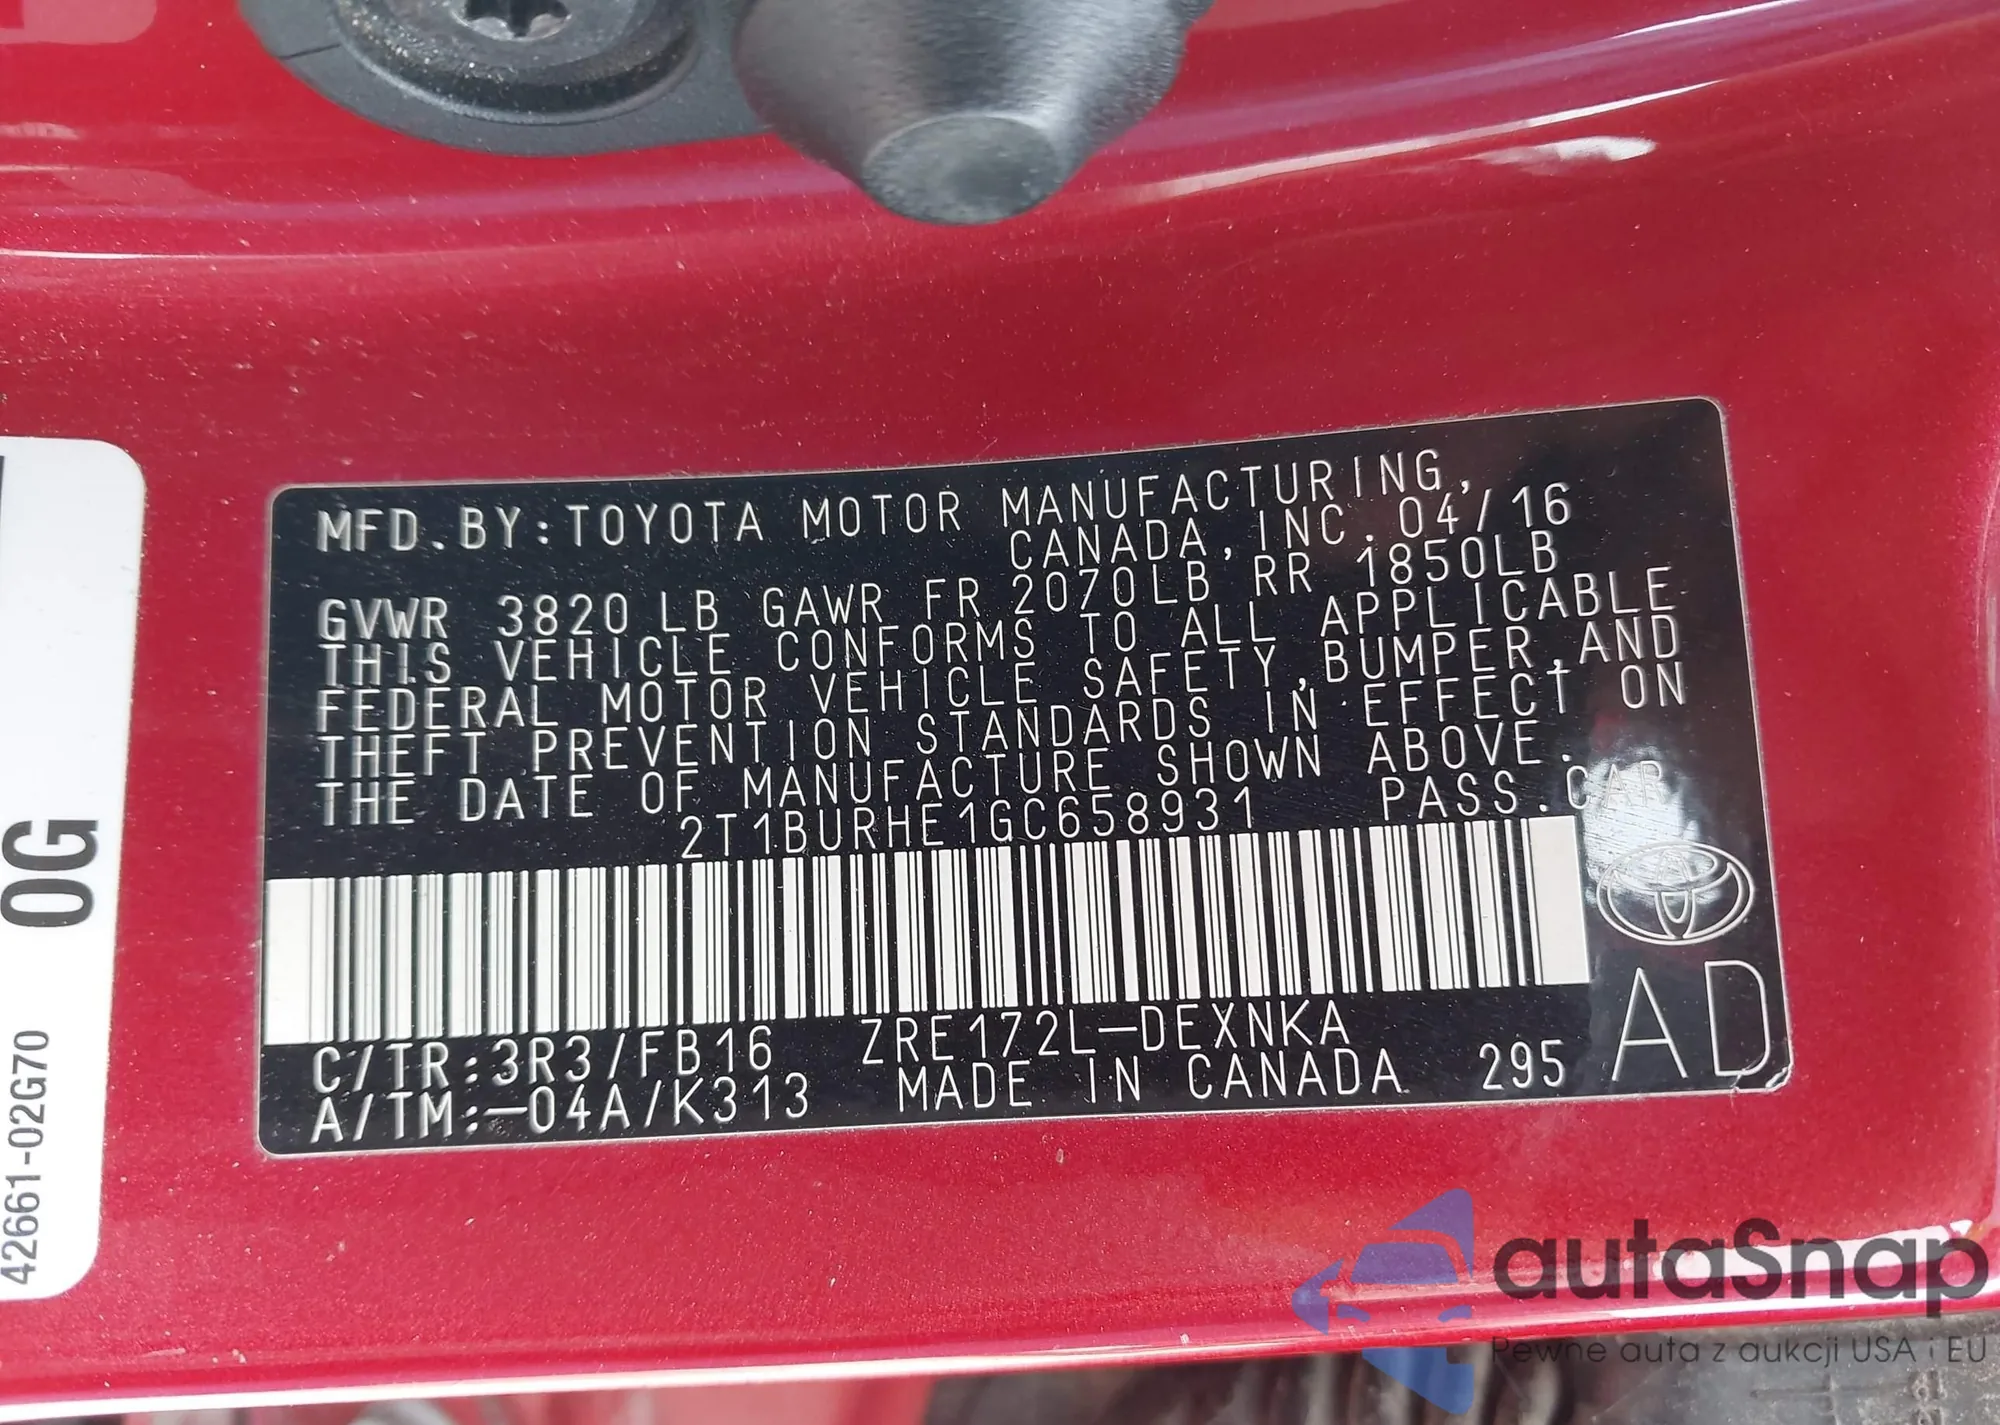 MFD.BY:TOYOTA MOTOR MANUFACTURING,
CANADA,INC.04/16
GVWR 3820LB GAWR FR 2070LB RR 1850LB
THIS VEHICLE CONFORMS TO ALL APPLICABLE
FEDERAL MOTOR VEHICLE SAFETY,BUMPER,AND
THEFT PREVENTION STANDARDS IN EFFECT ON
THE DATE OF MANUFACTURE SHOWN ABOVE.
2T1BURHE1GC658931 PASS.CAR
C/TR:3R3/FB16 ZRE172L-DEXNKA
A/TM:-04A/K313 MADE IN CANADA 295
AD
0G
42661-02G70
autaSnap
Pewne auta z aukcji USA i EU